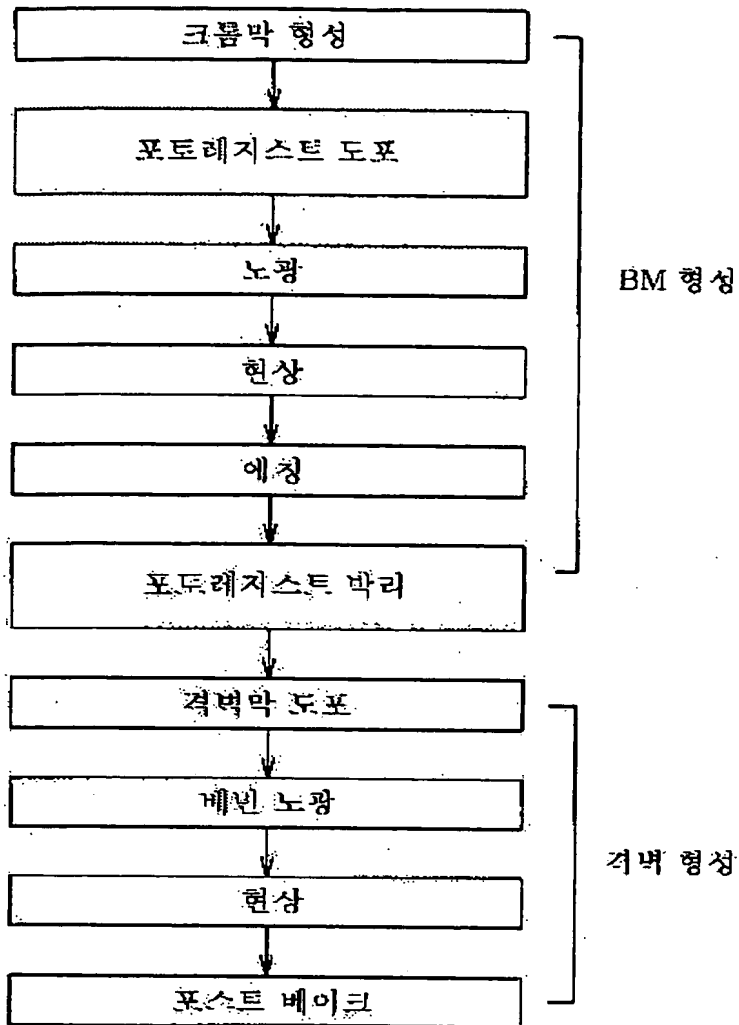 크롬막 형성
포토레지스트 도포
노광
BM 형성
현상
에칭
포토레지스트 박리
격벽막 도포
배면 노광
격벽 형성
현상
포스트 베이크